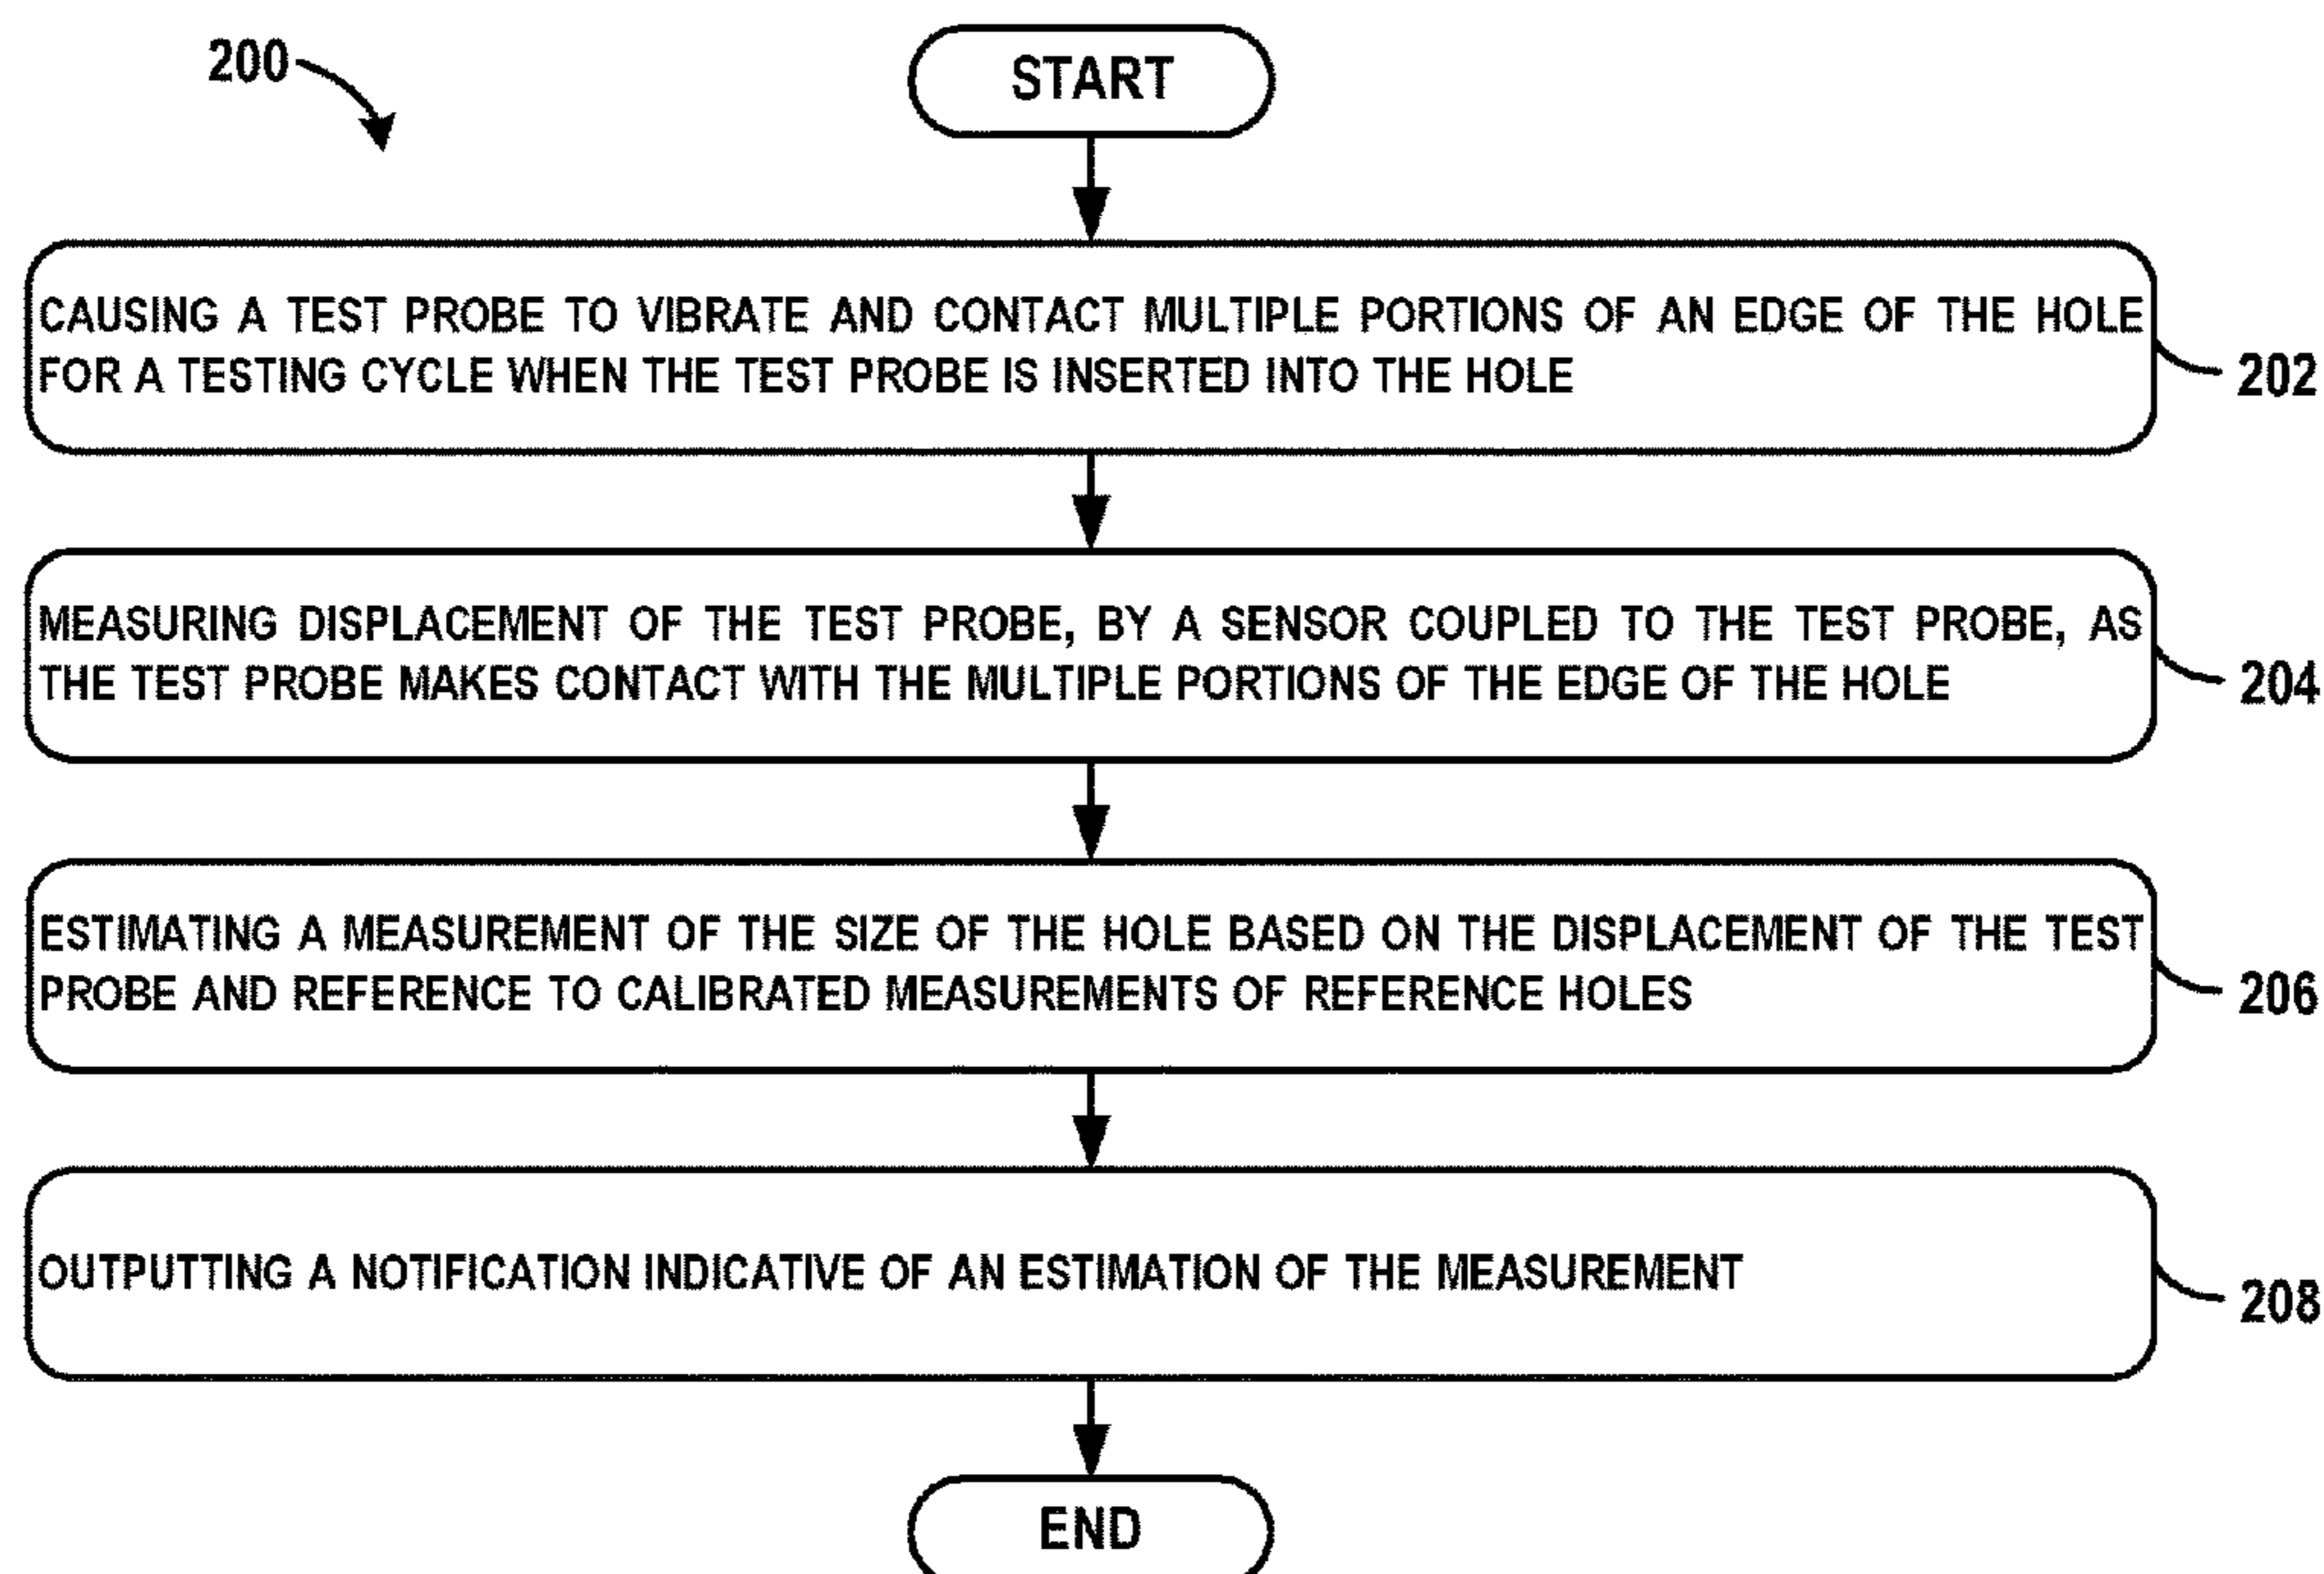 200
START
CAUSING A TEST PROBE TO VIBRATE AND CONTACT MULTIPLE PORTIONS OF AN EDGE OF THE HOLE
FOR A TESTING CYCLE WHEN THE TEST PROBE IS INSERTED INTO THE HOLE
202
MEASURING DISPLACEMENT OF THE TEST PROBE, BY A SENSOR COUPLED TO THE TEST PROBE, AS
THE TEST PROBE MAKES CONTACT WITH THE MULTIPLE PORTIONS OF THE EDGE OF THE HOLE
204
ESTIMATING A MEASUREMENT OF THE SIZE OF THE HOLE BASED ON THE DISPLACEMENT OF THE TEST
PROBE AND REFERENCE TO CALIBRATED MEASUREMENTS OF REFERENCE HOLES
206
OUTPUTTING A NOTIFICATION INDICATIVE OF AN ESTIMATION OF THE MEASUREMENT
208
END